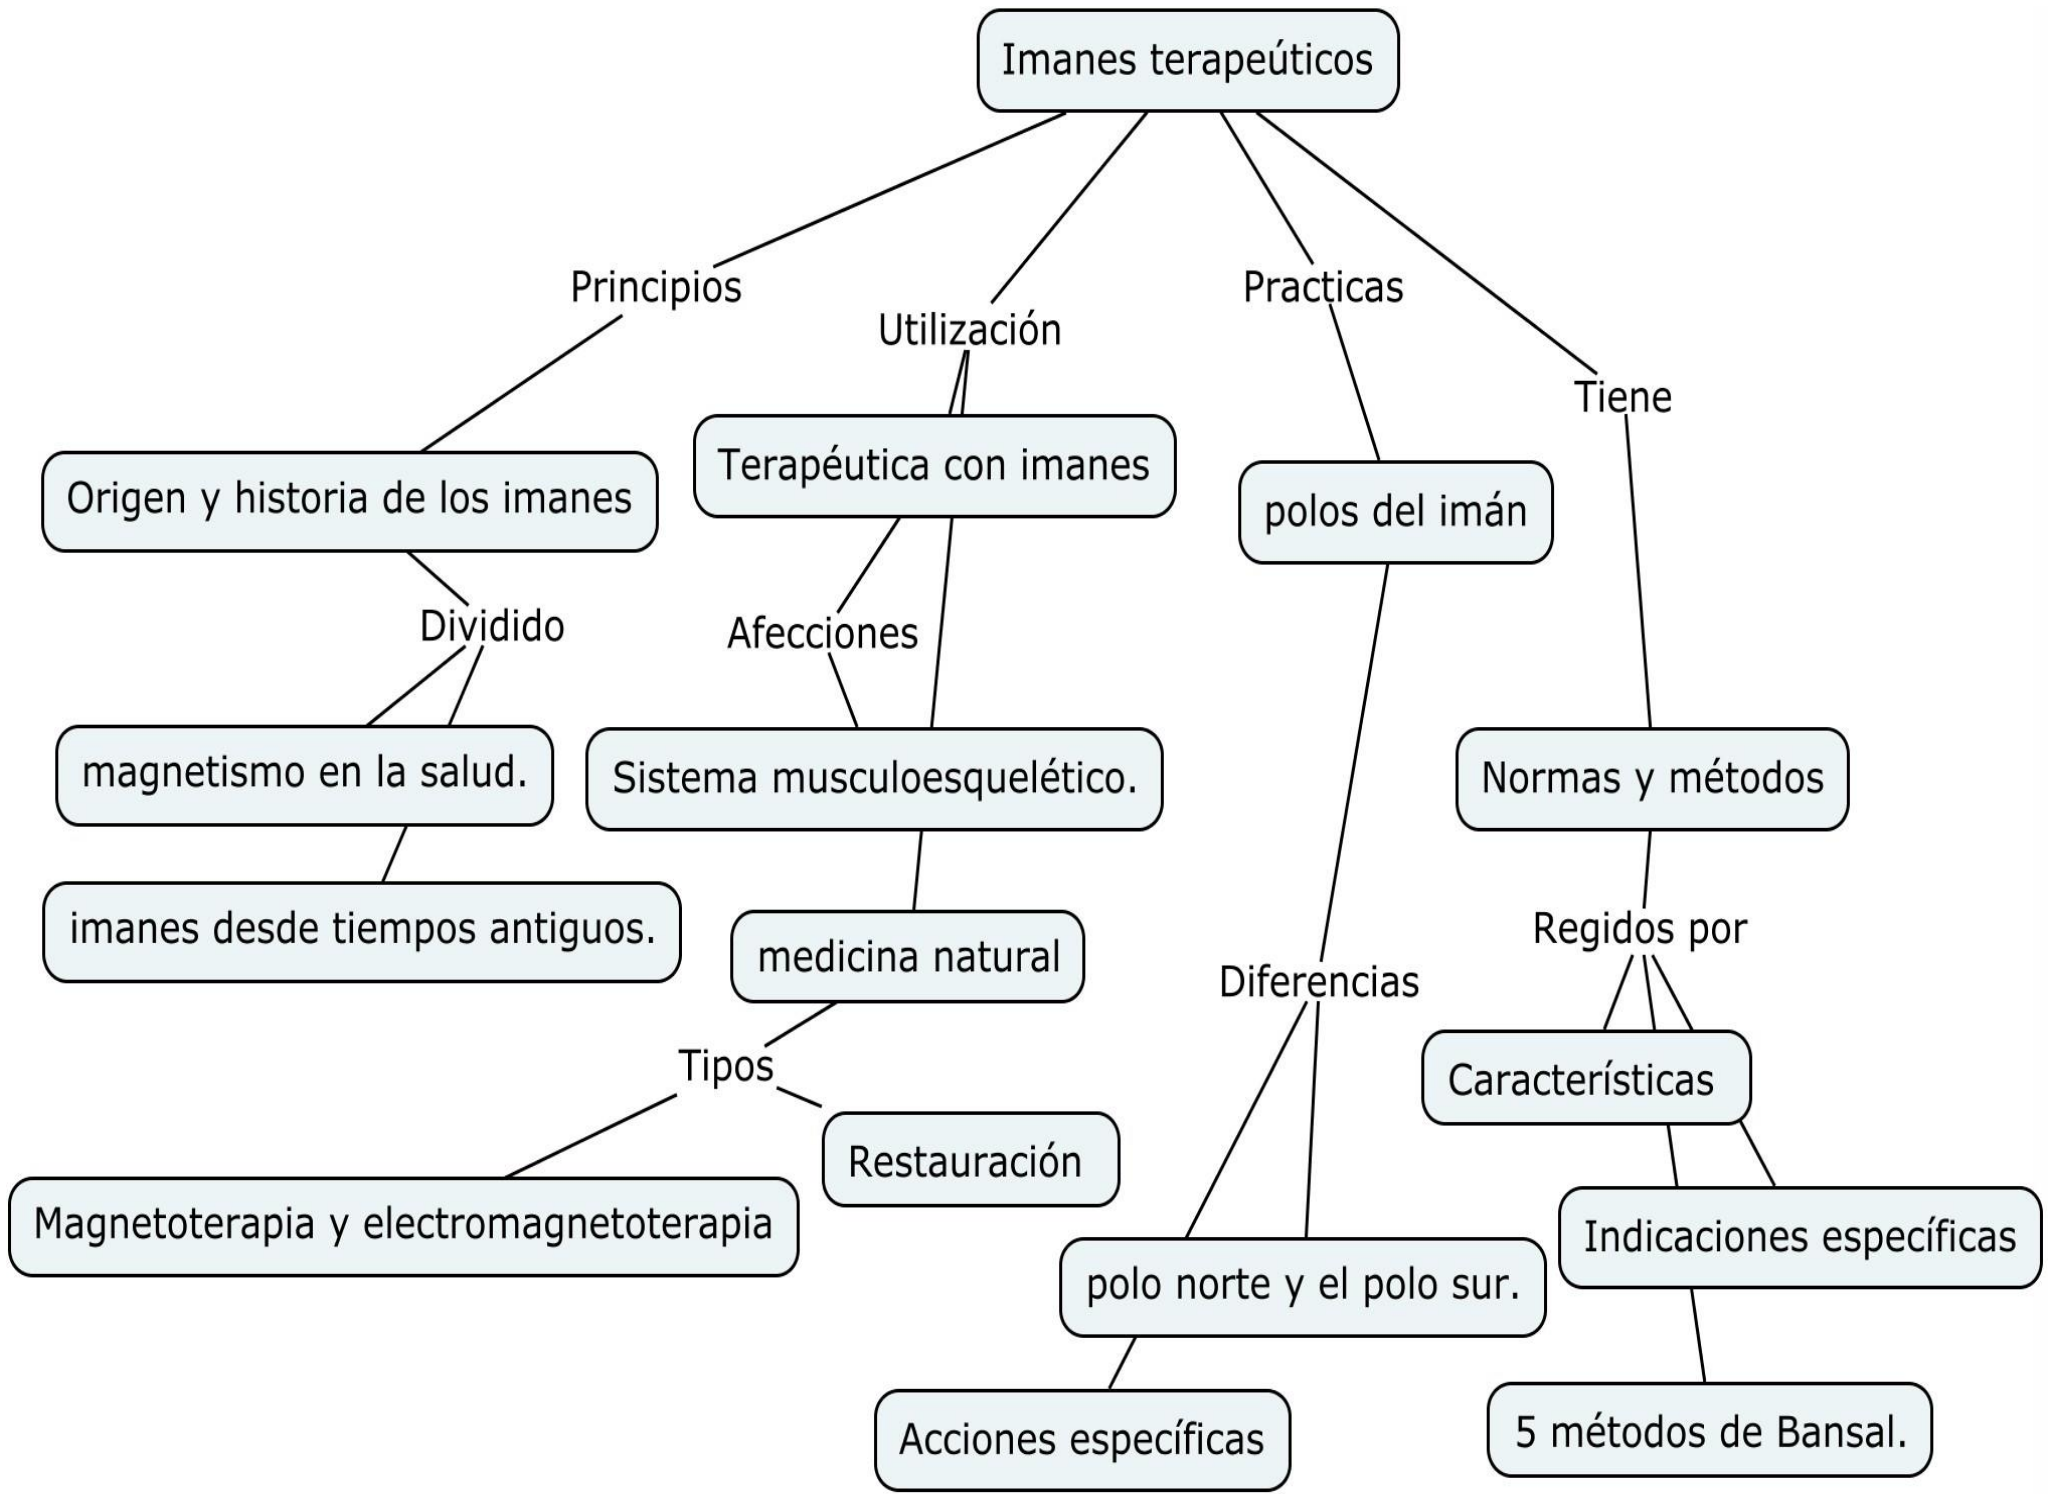 Imanes terapeúticos
Principios
Utilización
Practicas
Tiene
Origen y historia de los imanes
Terapéutica con imanes
polos del imán
Dividido
Afecciones
magnetismo en la salud.
Sistema musculoesquelético.
Normas y métodos
imanes desde tiempos antiguos.
medicina natural
Diferencias
Regidos por
Tipos
Características
Restauración
Magnetoterapia y electromagnetoterapia
Indicaciones específicas
polo norte y el polo sur.
Acciones específicas
5 métodos de Bansal.